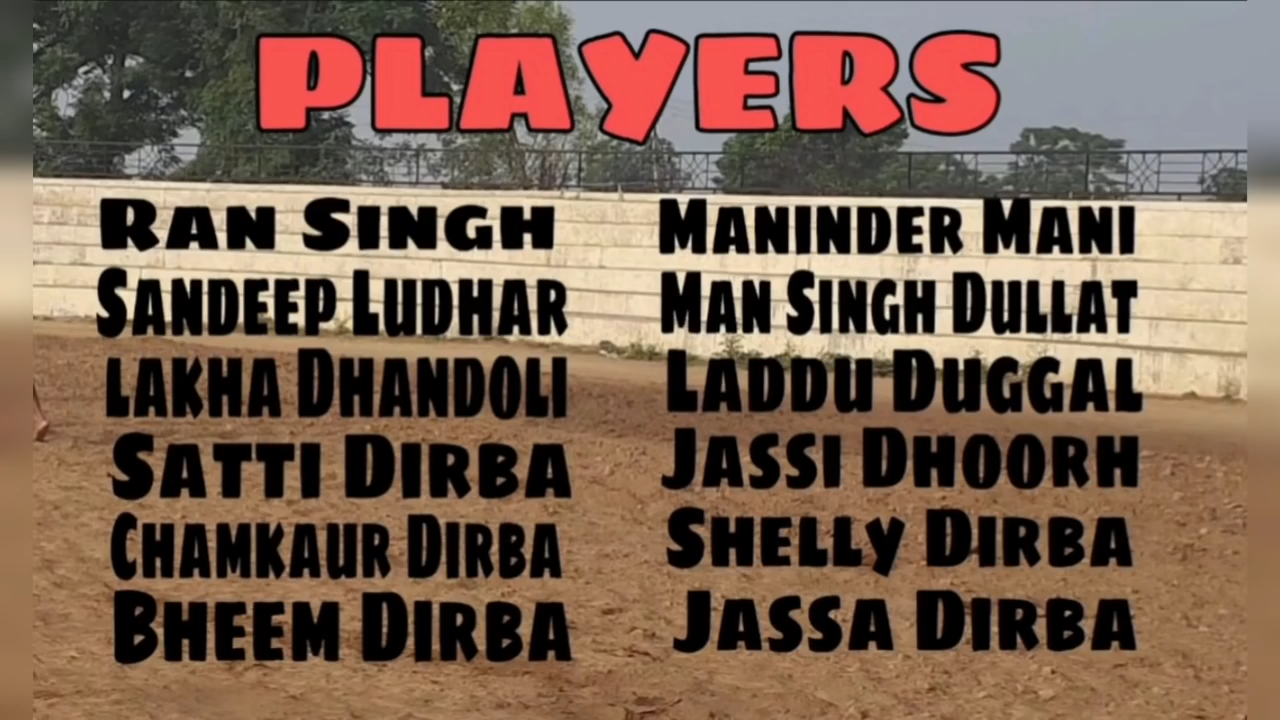 PLAYERS
RAN SINGH
SANDEEP LUDHAR
LAKHA DHANDOLI
SATTI DIRBA
CHAMKAUR DIRBA
BHEEM DIRBA
MANINDER MANI
MAN SINGH DULLAT
LADDU DUGGAL
JASSI DHOORH
SHELLY DIRBA
JASSA DIRBA